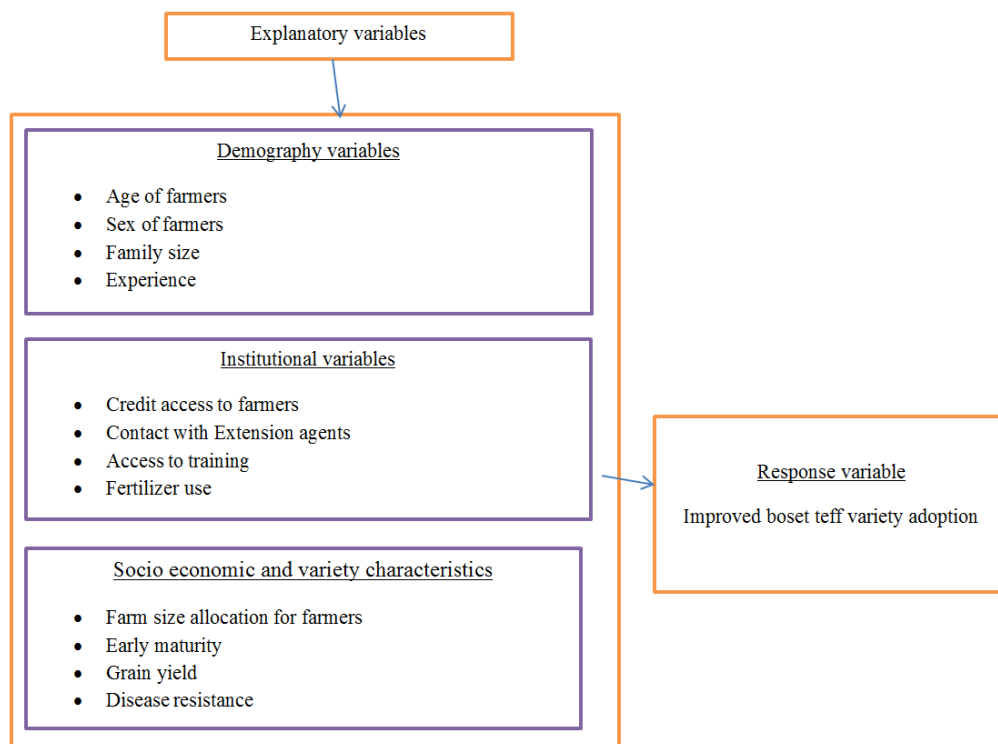 Explanatory variables
Demography variables
• Age of farmers
• Sex of farmers
• Family size
• Experience
Institutional variables
• Credit access to farmers
• Contact with Extension agents
• Access to training
• Fertilizer use
Socio economic and variety characteristics
• Farm size allocation for farmers
• Early maturity
• Grain yield
• Disease resistance
Response variable
Improved boset teff variety adoption